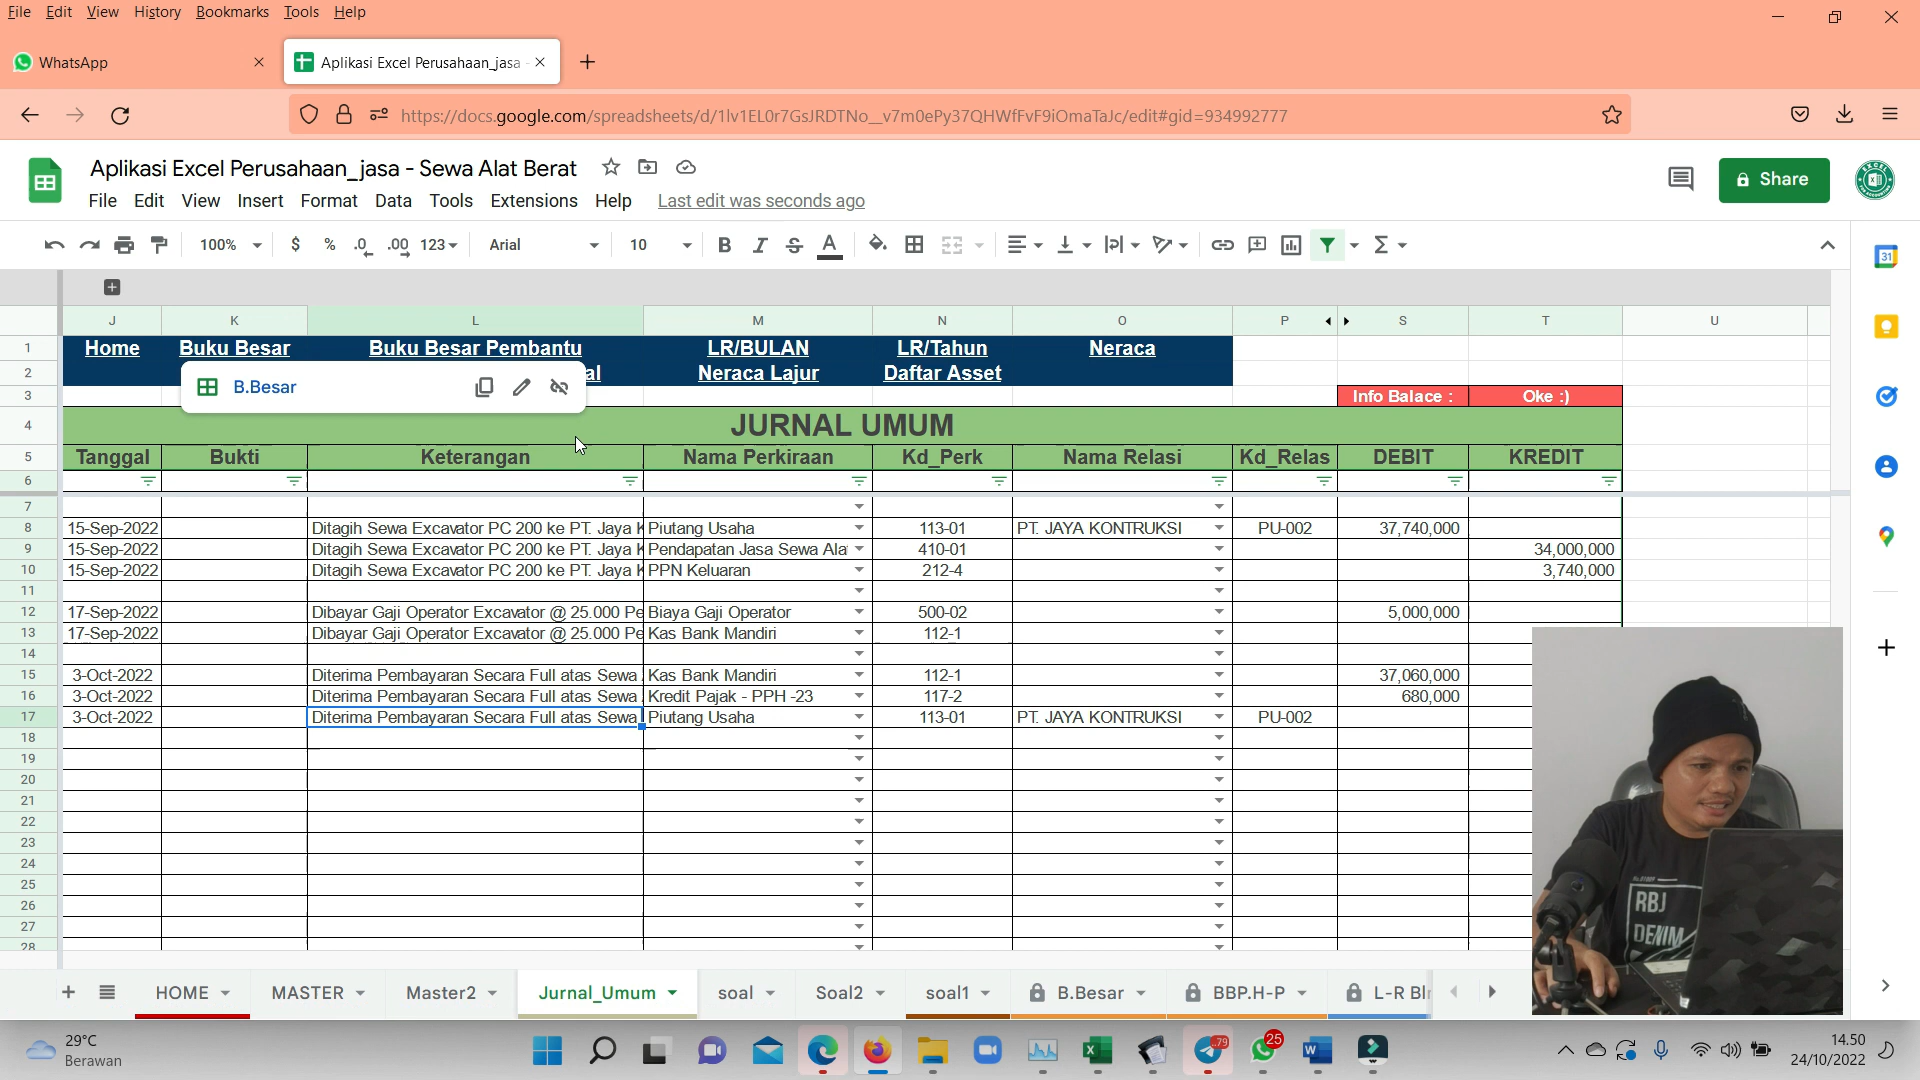 File Edit View History Bookmarks Tools Help
WhatsApp
Aplikasi Excel Perusahaan_jasa -
https://docs.google.com/spreadsheets/d/1lv1EL0r7GsJRDTNo__v7m0ePy37QHWfFvF9iOmaTaJc/edit#gid=934992777
Aplikasi Excel Perusahaan_jasa - Sewa Alat Berat
Share
File Edit View Insert Format Data Tools Extensions Help Last edit was seconds ago
100% $ % .0 .00 123 Arial 10 B I S A
31
J K L M N O P S T U
1 Home Buku Besar Buku Besar Pembantu LR/BULAN LR/Tahun Neraca
2 al Neraca Lajur Daftar Asset
B.Besar
3 Info Balace : Oke :)
4 JURNAL UMUM
5 Tanggal Bukti Keterangan Nama Perkiraan Kd_Perk Nama Relasi Kd_Relas DEBIT KREDIT
6
7
8 15-Sep-2022 Ditagih Sewa Excavator PC 200 ke PT. Jaya K Piutang Usaha 113-01 PT. JAYA KONTRUKSI PU-002 37,740,000
9 15-Sep-2022 Ditagih Sewa Excavator PC 200 ke PT. Jaya K Pendapatan Jasa Sewa Ala 410-01 34,000,000
10 15-Sep-2022 Ditagih Sewa Excavator PC 200 ke PT. Jaya K PPN Keluaran 212-4 3,740,000
11
12 17-Sep-2022 Dibayar Gaji Operator Excavator @ 25.000 Pe Biaya Gaji Operator 500-02 5,000,000
13 17-Sep-2022 Dibayar Gaji Operator Excavator @ 25.000 Pe Kas Bank Mandiri 112-1
14
15 3-Oct-2022 Diterima Pembayaran Secara Full atas Sewa Kas Bank Mandiri 112-1 37,060,000
16 3-Oct-2022 Diterima Pembayaran Secara Full atas Sewa Kredit Pajak - PPH -23 117-2 680,000
17 3-Oct-2022 Diterima Pembayaran Secara Full atas Sewa Piutang Usaha 113-01 PT. JAYA KONTRUKSI PU-002
18
19
20
21
22
23
24
25
26
27
28
RBJ
DENIM
HOME MASTER Master2 Jurnal_Umum soal Soal2 soal1 B.Besar BBP.H-P L-R Bl
29°C
Berawan
79
25
14.50
24/10/2022